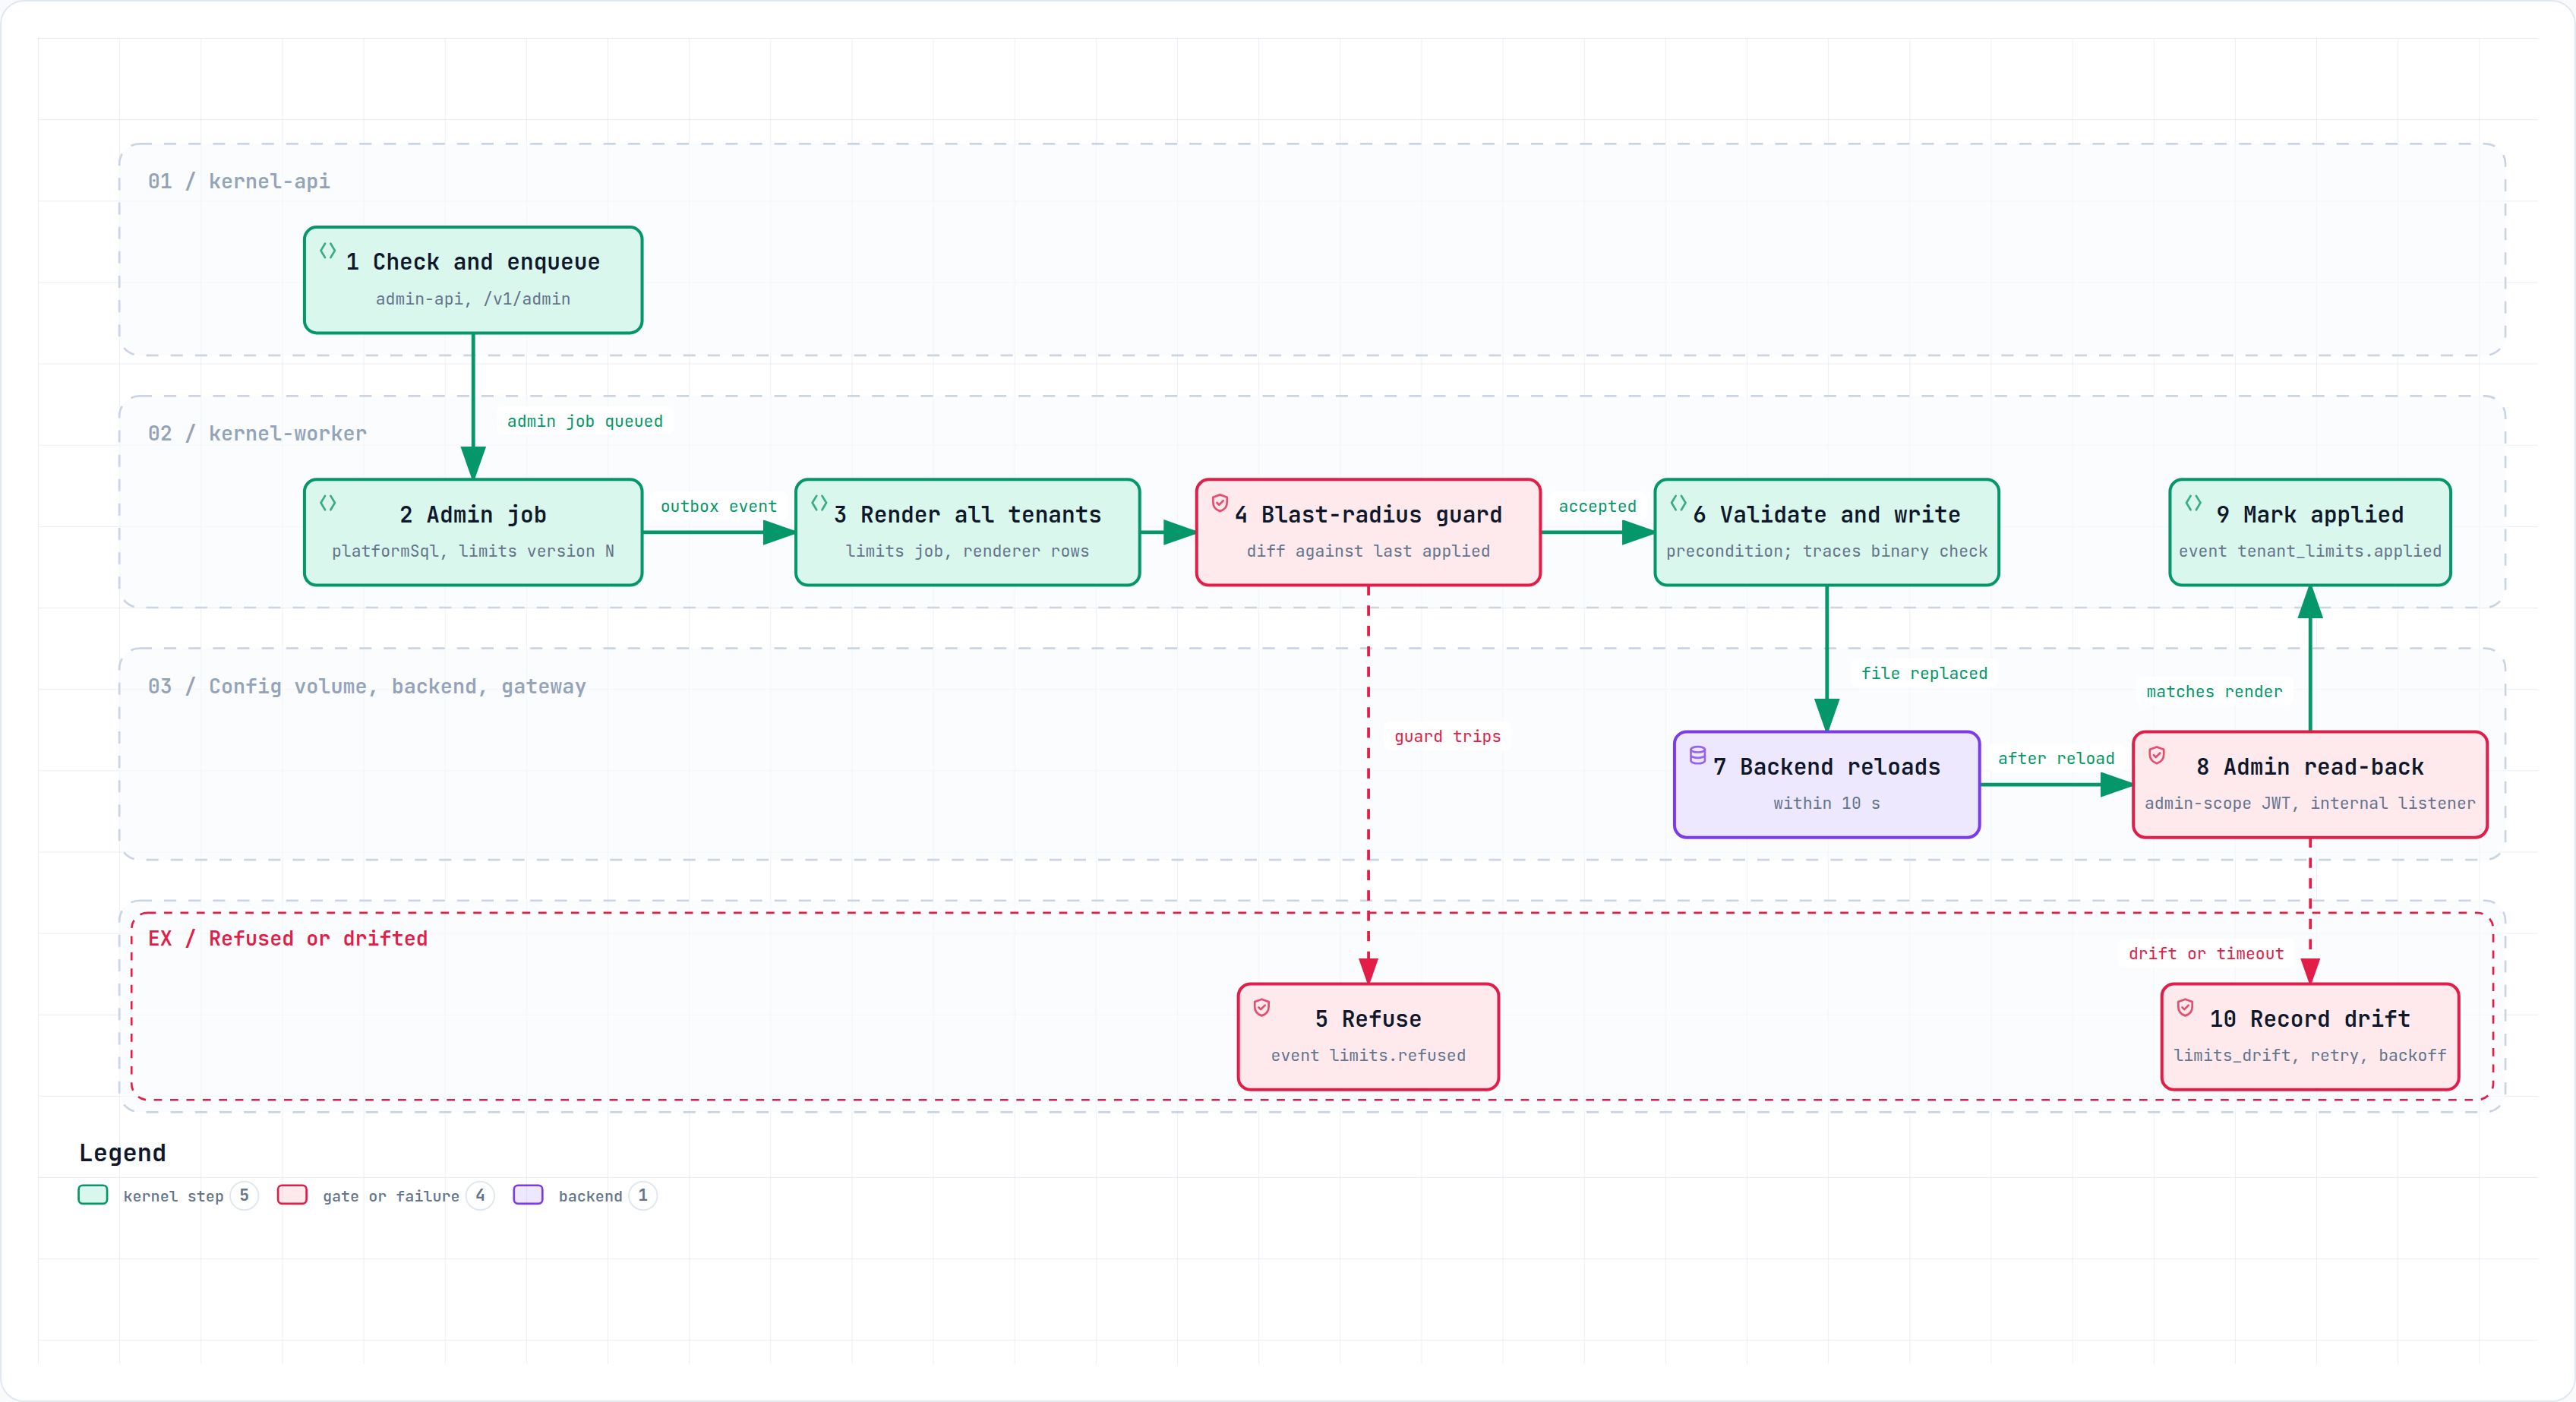 01 / kernel-api
1 Check and enqueue
admin-api, /v1/admin
admin job queued
02 / kernel-worker
2 Admin job
platformSql, limits version N
outbox event
3 Render all tenants
limits job, renderer rows
4 Blast-radius guard
diff against last applied
accepted
6 Validate and write
precondition; traces binary check
9 Mark applied
event tenant_limits.applied
03 / Config volume, backend, gateway
file replaced
matches render
guard trips
7 Backend reloads
within 10 s
after reload
8 Admin read-back
admin-scope JWT, internal listener
EX / Refused or drifted
drift or timeout
5 Refuse
event limits.refused
10 Record drift
limits_drift, retry, backoff
Legend
kernel step 5
gate or failure 4
backend 1